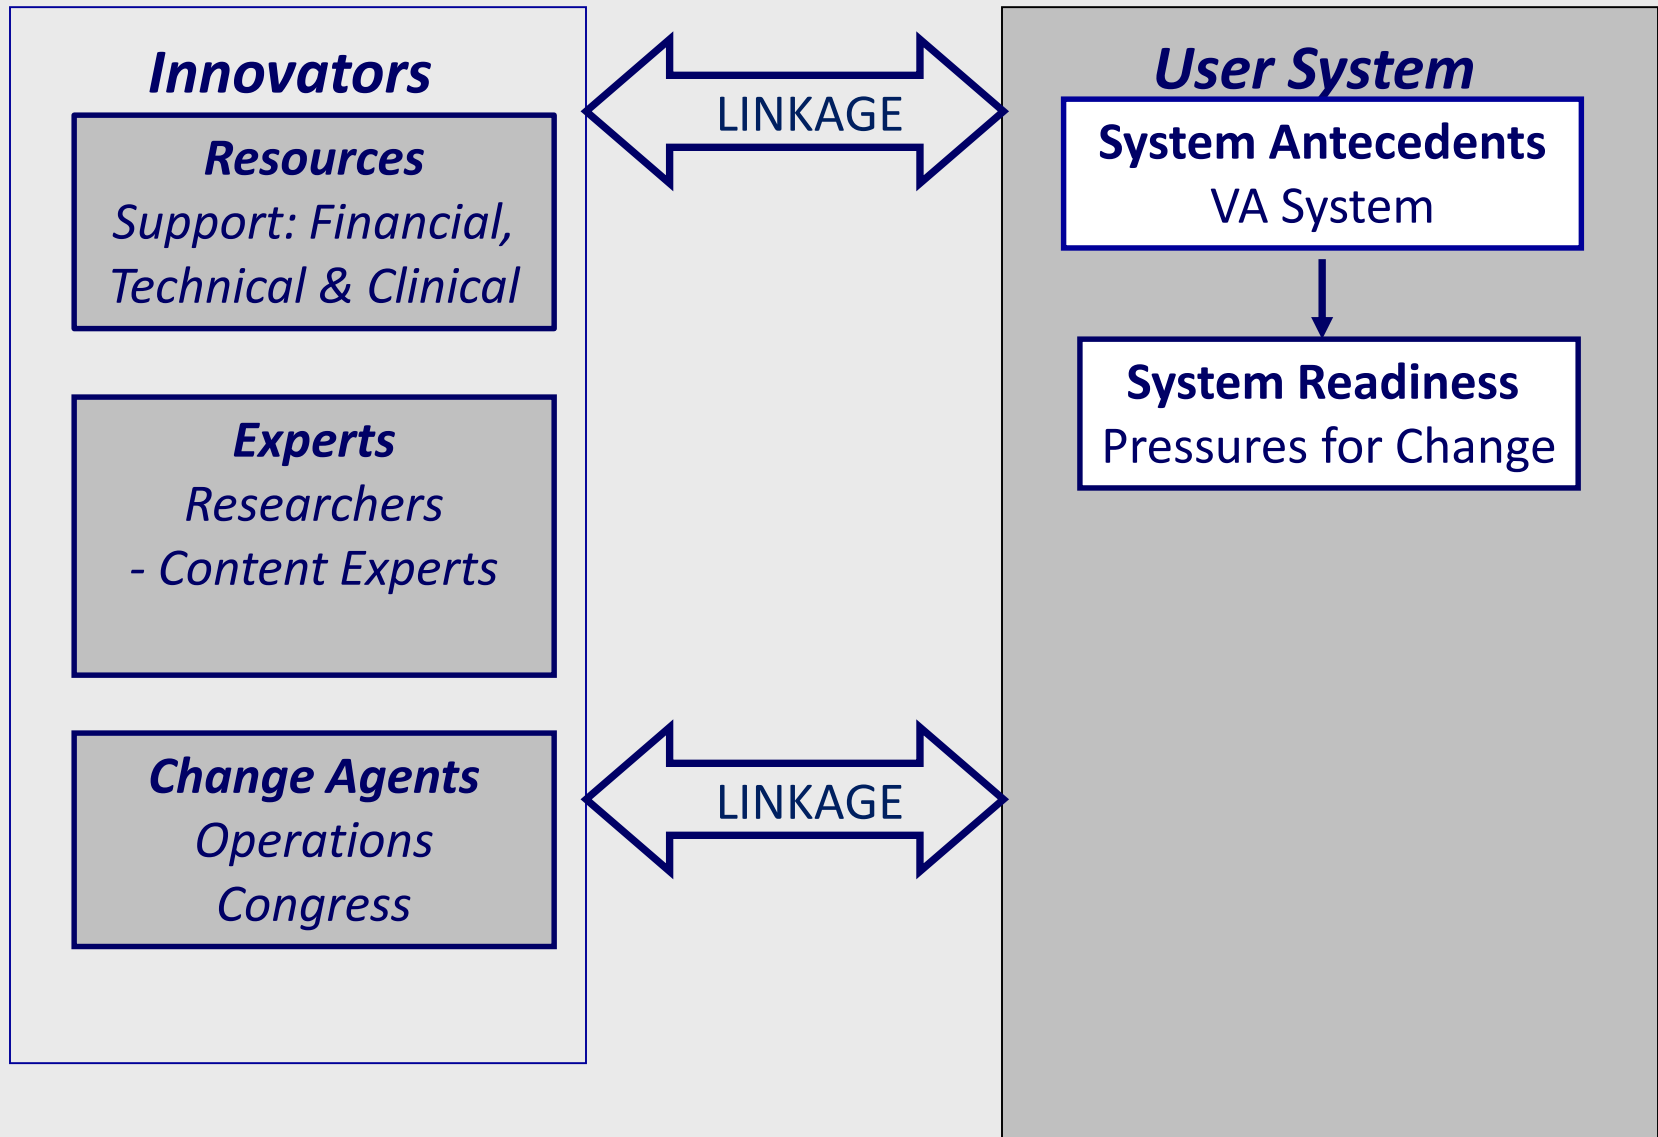 Innovators
Resources
Support: Financial,
Technical & Clinical
Experts
Researchers
- Content Experts
Change Agents
Operations
Congress
LINKAGE
LINKAGE
User System
System Antecedents
VA System
System Readiness
Pressures for Change